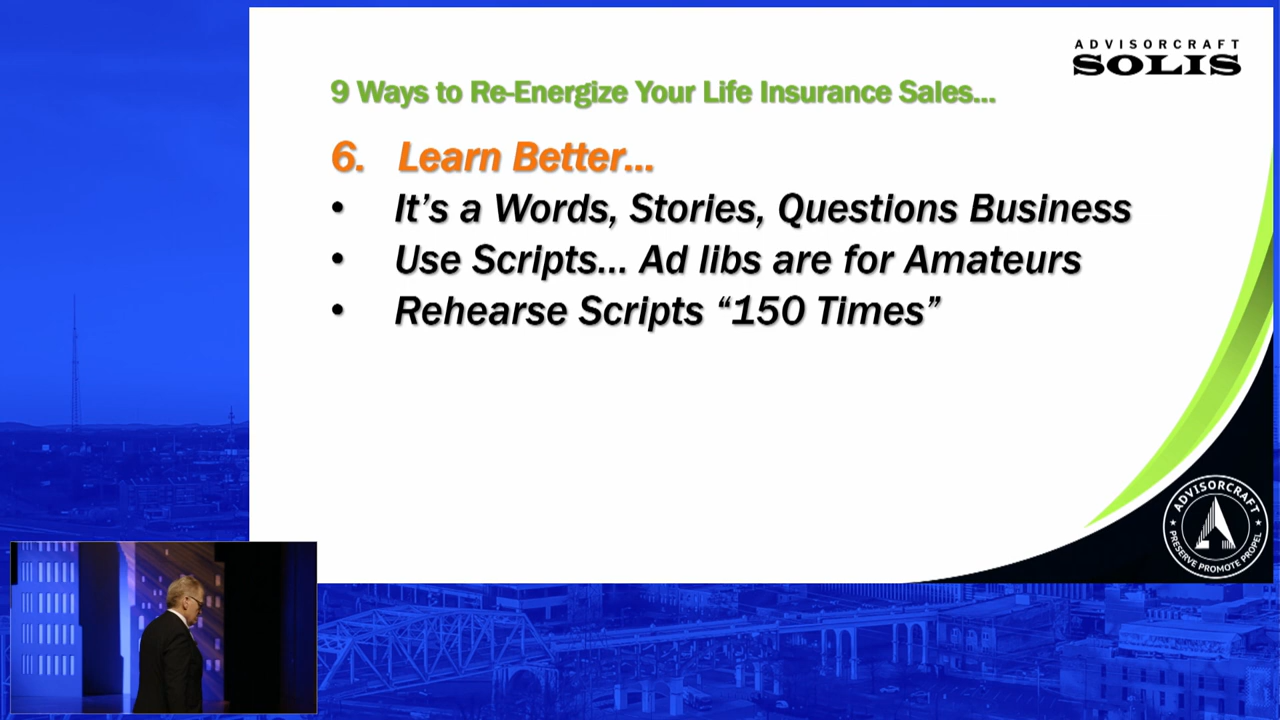 ADVISORCRAFT
SOLIS
9 Ways to Re-Energize Your Life Insurance Sales...
6. Learn Better...
• It's a Words, Stories, Questions Business
• Use Scripts... Ad libs are for Amateurs
• Rehearse Scripts “150 Times”
ADVISORCRAFT
PRESERVE PROMOTE PROPEL